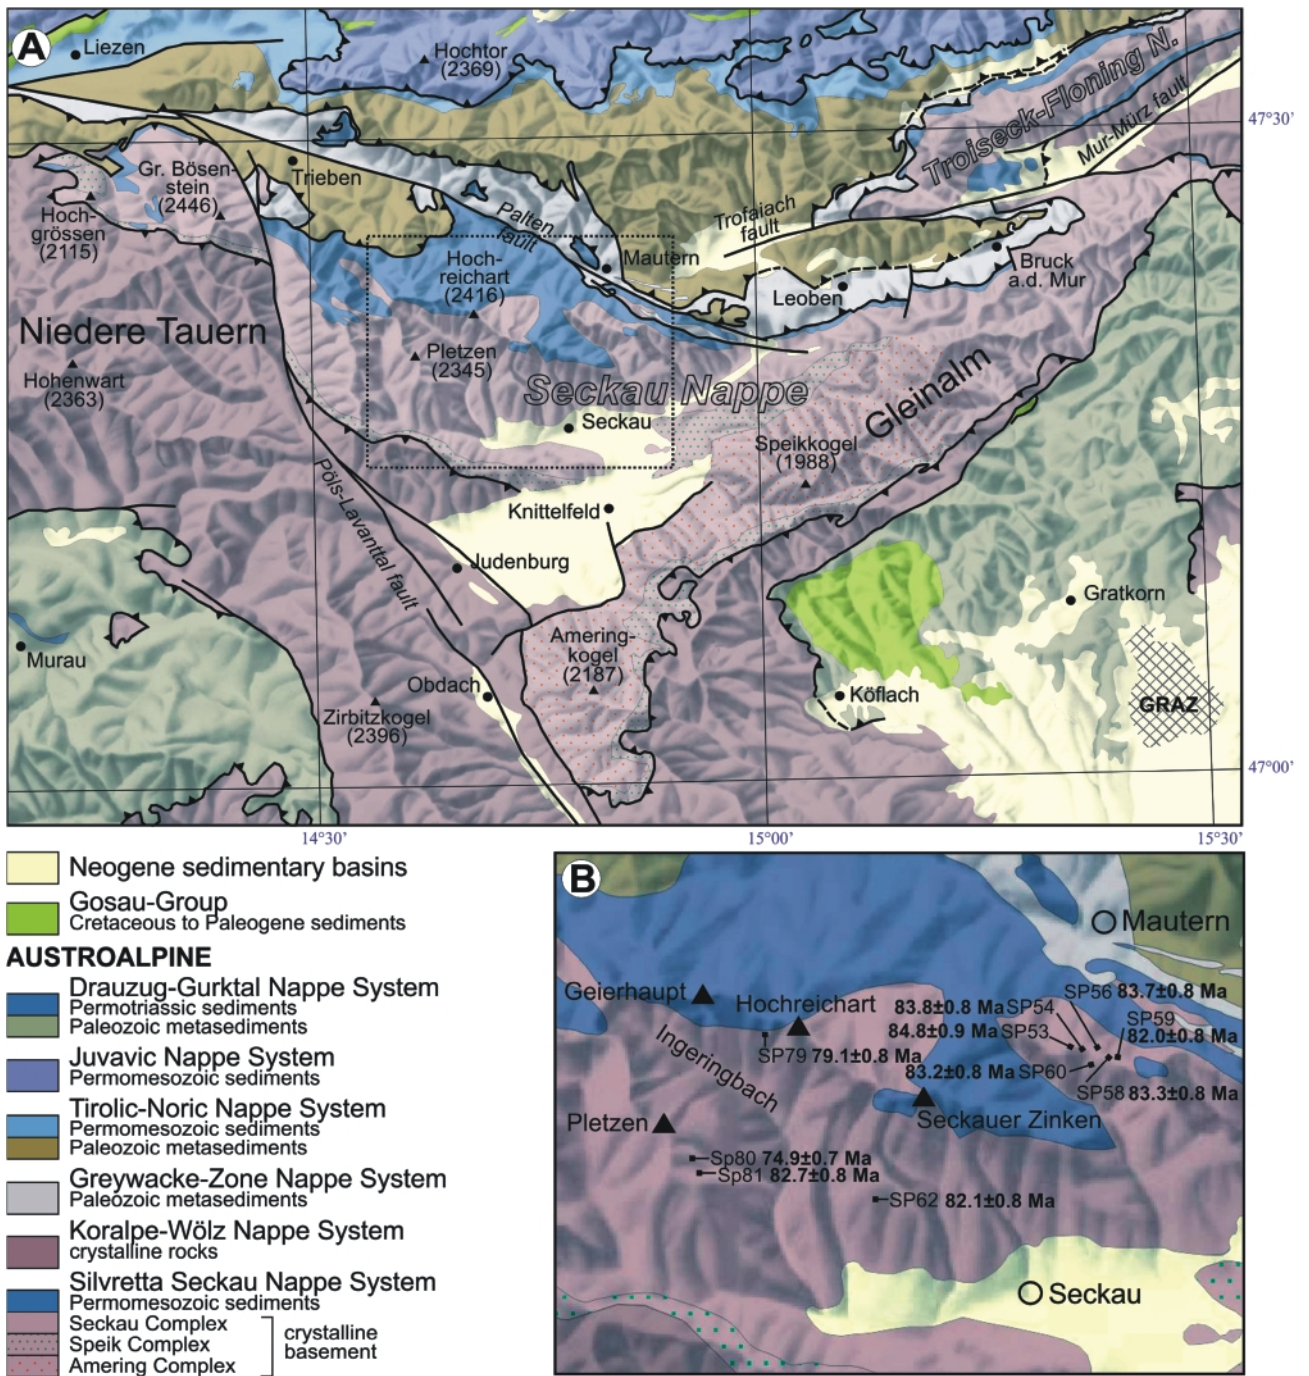 A
Liezen
Hochtor
(2369)
Troiseck-Floning N.
Mur-Mürz fault
47°30'
Gr. Bösen-
stein
(2446)
Trieben
Hoch-
grössen
(2115)
Palten
fault
Trofaiach
fault
Hoch-
reichart
(2416)
Mautern
Bruck
a.d. Mur
Leoben
Niedere Tauern
Hohenwart
(2363)
Pletzen
(2345)
Seckau Nappe
Gleinalm
Seckau
Speikkogel
(1988)
Pöls-Lavanttal fault
Knittelfeld
Judenburg
Gratkorn
Murau
Amering-
kogel
(2187)
Obdach
Köflach
GRAZ
Zirbitzkogel
(2396)
47°00'
14°30'
15°00'
15°30'
Neogene sedimentary basins
Gosau-Group
Cretaceous to Paleogene sediments
AUSTROALPINE
Drauzug-Gurktal Nappe System
Permotriassic sediments
Paleozoic metasediments
Juvavic Nappe System
Permomesozoic sediments
Tirolic-Noric Nappe System
Permomesozoic sediments
Paleozoic metasediments
Greywacke-Zone Nappe System
Paleozoic metasediments
Koralpe-Wölz Nappe System
crystalline rocks
Silvretta Seckau Nappe System
Permomesozoic sediments
Seckau Complex
Speik Complex
Amering Complex
crystalline
basement
B
Mautern
Geierhaupt
Hochreichart
SP56 83.7±0.8 Ma
83.8±0.8 Ma SP54
SP59
82.0±0.8 Ma
84.8±0.9 Ma SP53
Ingeringbach
SP79 79.1±0.8 Ma
83.2±0.8 Ma SP60
SP58 83.3±0.8 Ma
Pletzen
Seckauer Zinken
Sp80 74.9±0.7 Ma
Sp81 82.7±0.8 Ma
SP62 82.1±0.8 Ma
Seckau